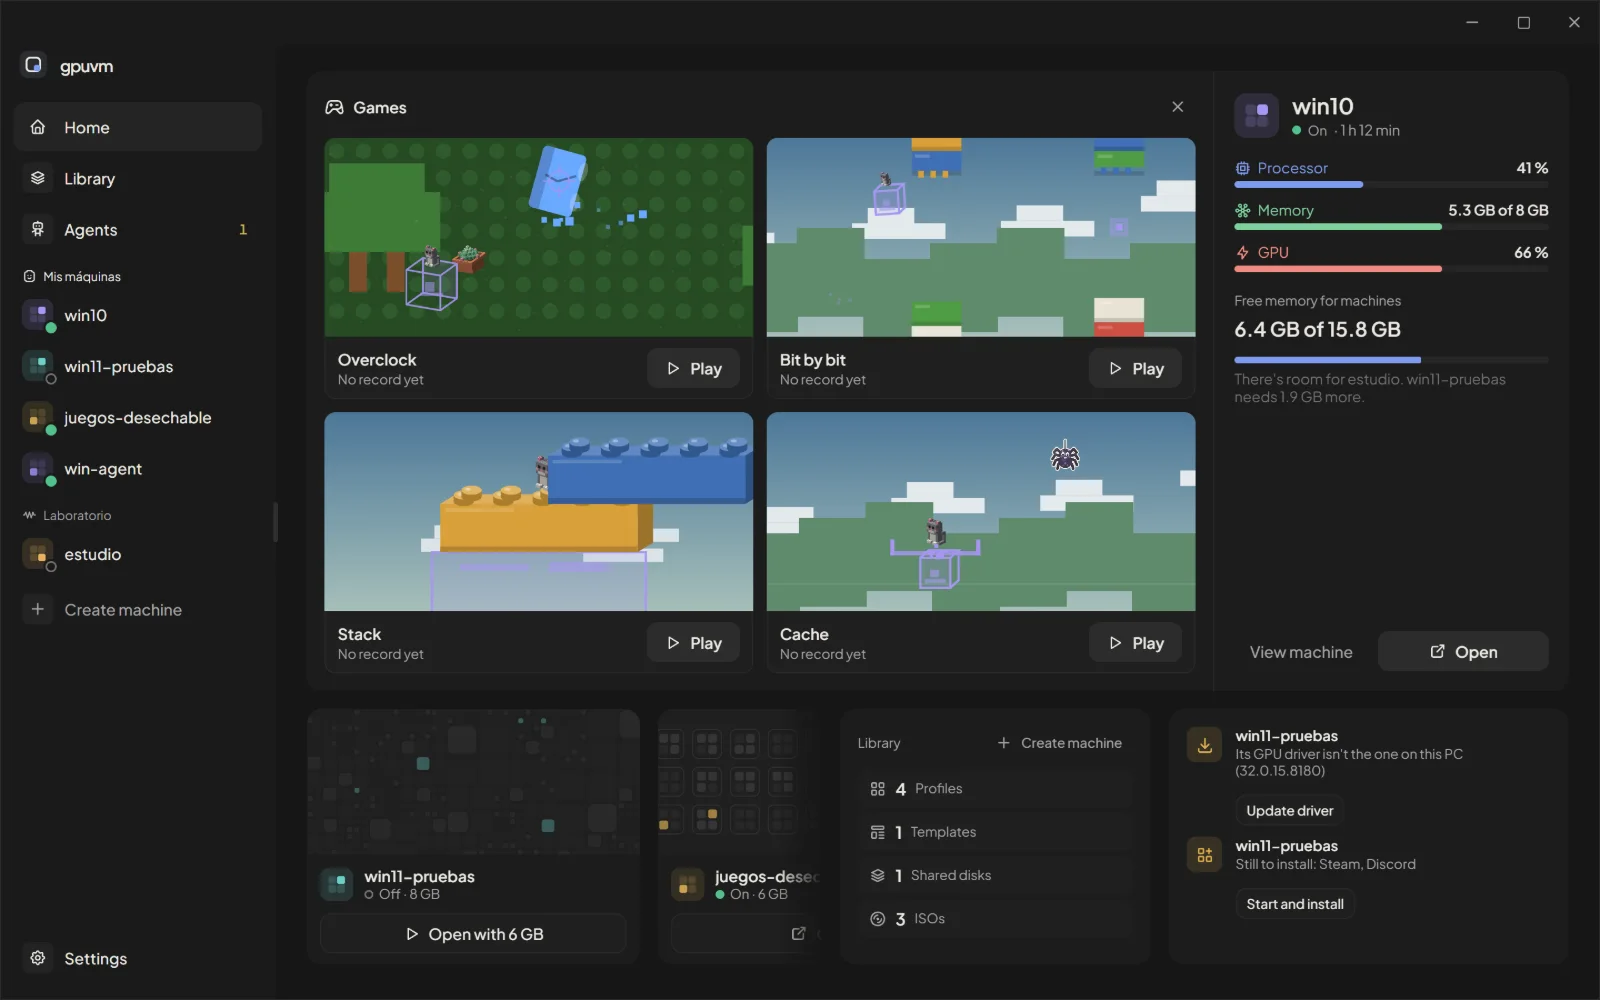 gpuvm
Home
Library
Agents 1
Mis máquinas
win10
win11-pruebas
juegos-desechable
win-agent
Laboratorio
estudio
Create machine
Settings
Games
Overclock
No record yet
Play
Bit by bit
No record yet
Play
Stack
No record yet
Play
Cache
No record yet
Play
win10
On · 1 h 12 min
Processor 41 %
Memory 5.3 GB of 8 GB
GPU 66 %
Free memory for machines
6.4 GB of 15.8 GB
There's room for estudio. win11-pruebas
needs 1.9 GB more.
View machine
Open
win11-pruebas
Off · 8 GB
Open with 6 GB
juegos-desec
On · 6 GB
Library
Create machine
4 Profiles
1 Templates
1 Shared disks
3 ISOs
win11-pruebas
Its GPU driver isn't the one on this PC
(32.0.15.8180)
Update driver
win11-pruebas
Still to install: Steam, Discord
Start and install